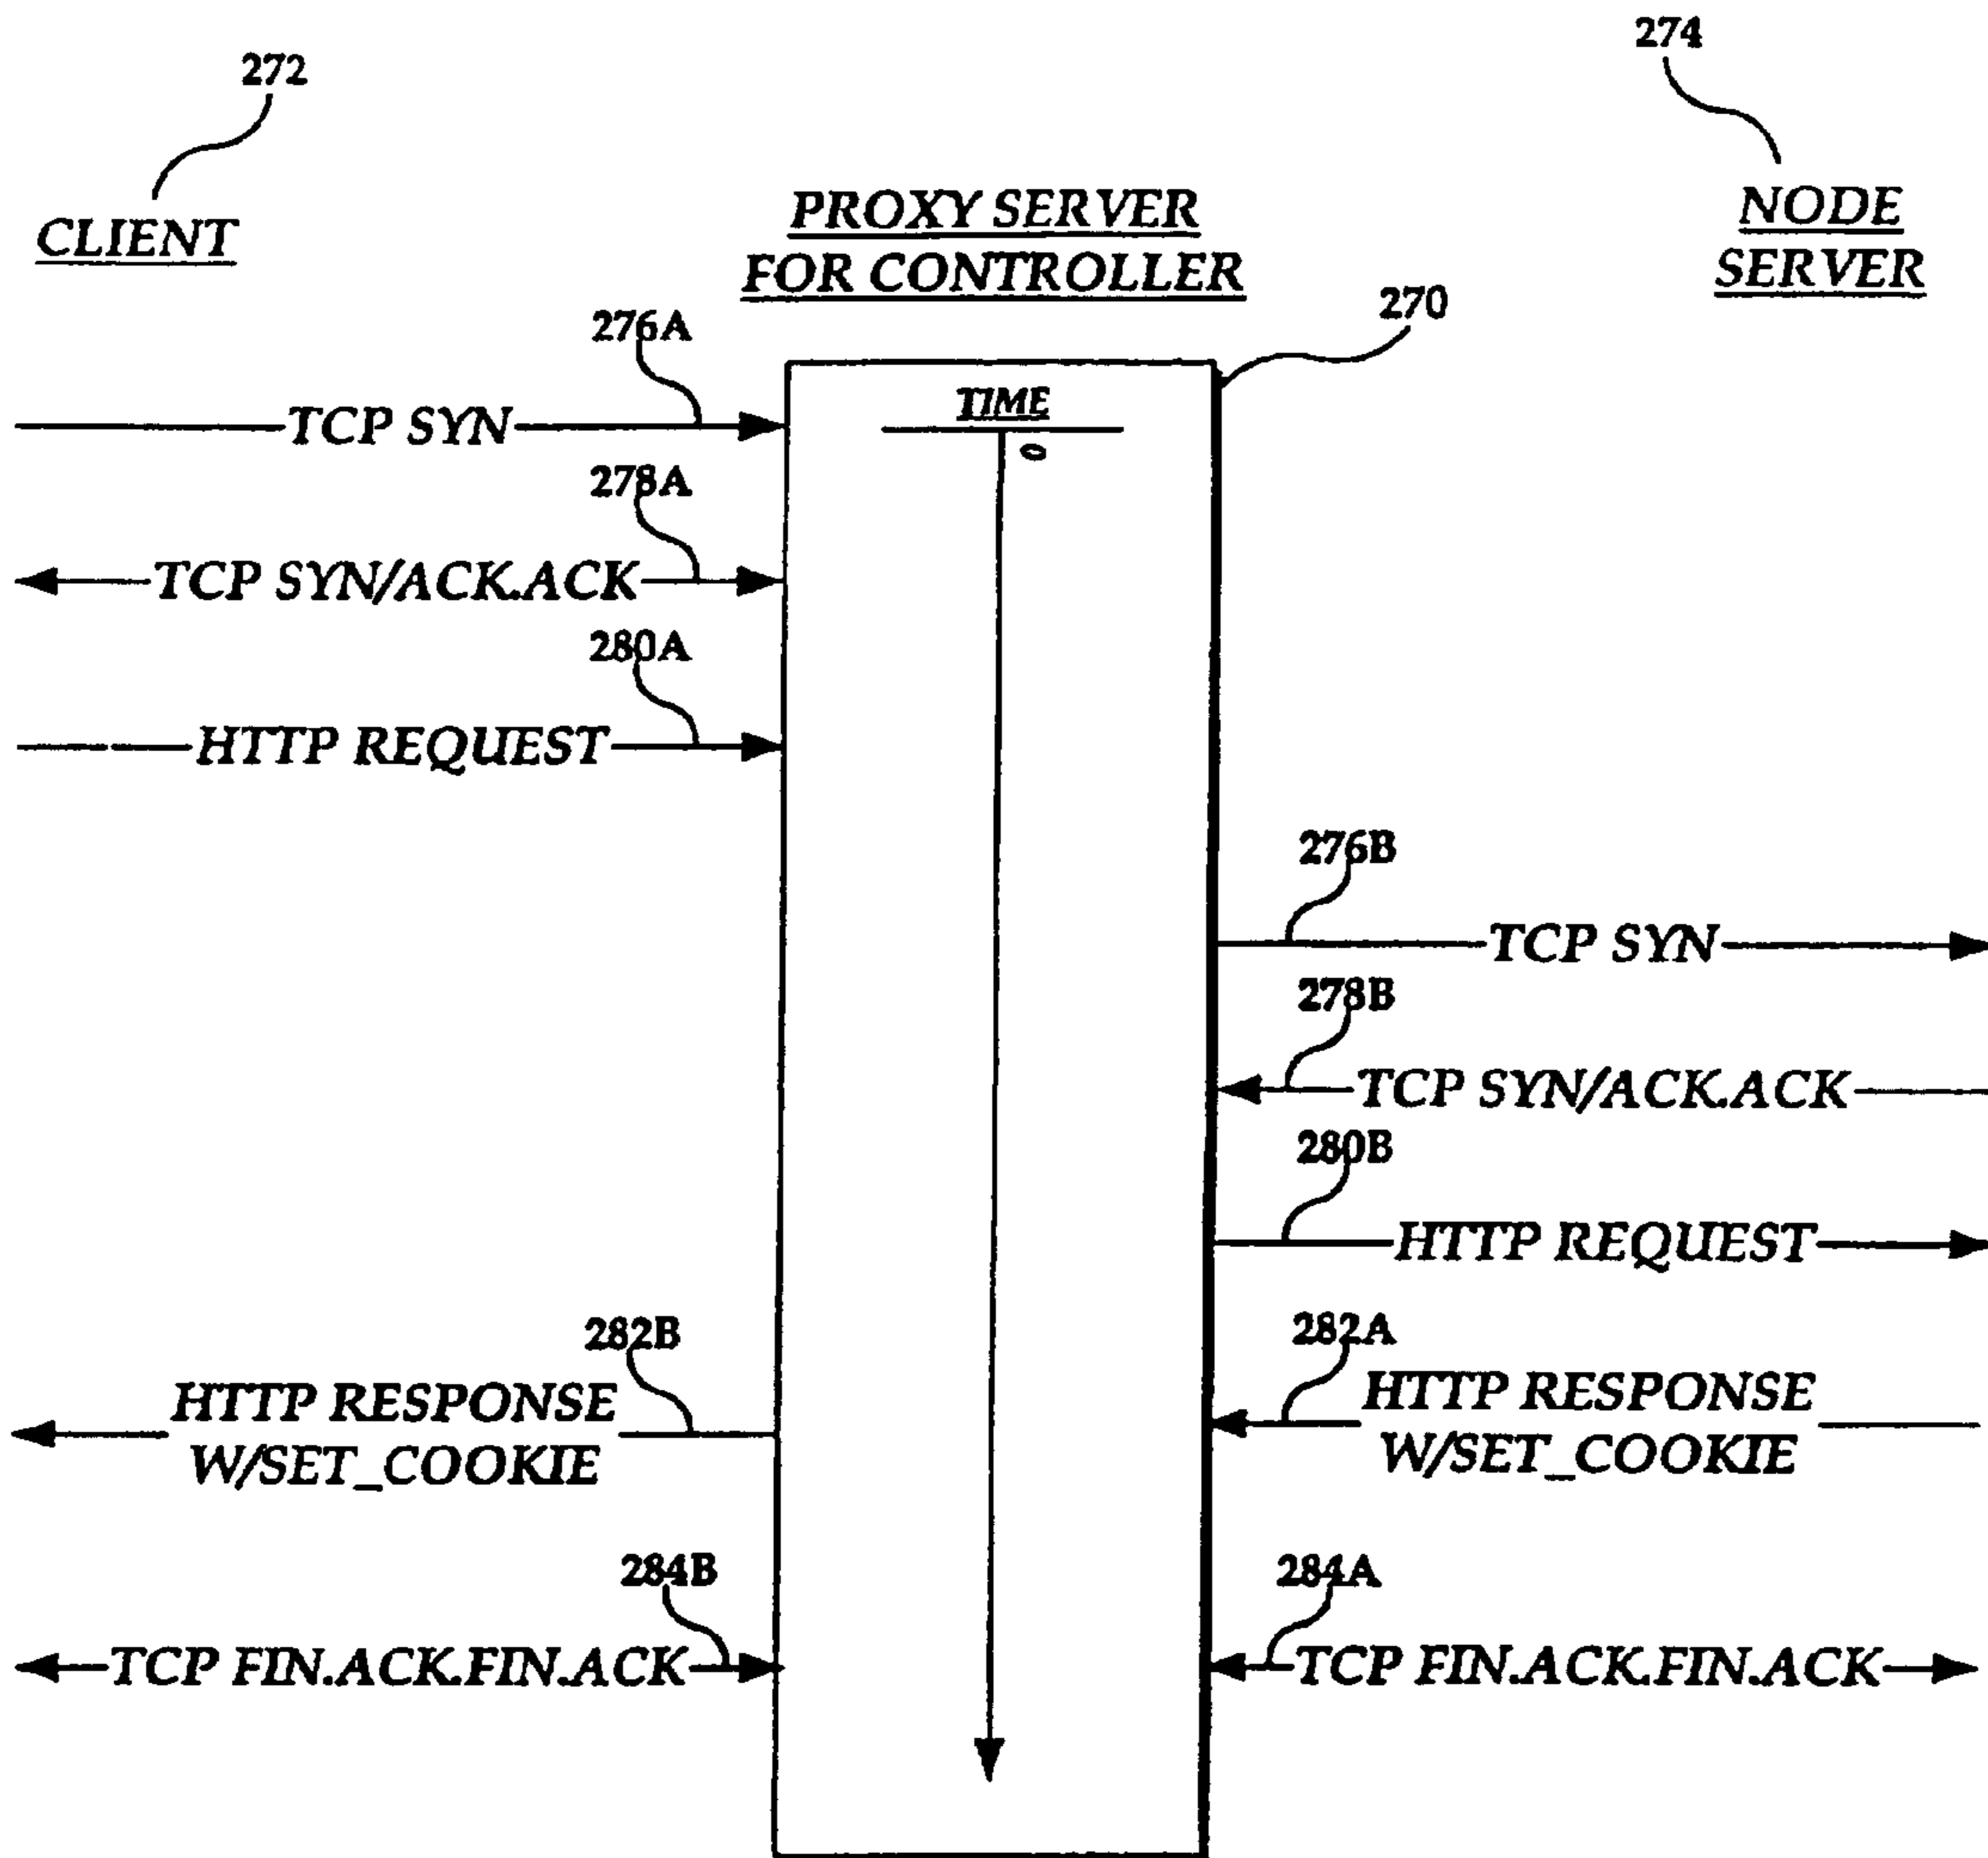 272
274
CLIENT
PROXY SERVER
FOR CONTROLLER
NODE
SERVER
270
276A
TCP SYN
TIME
0
278A
TCP SYN/ACK.ACK
280A
HTTP REQUEST
276B
TCP SYN
278B
TCP SYN/ACK.ACK
280B
HTTP REQUEST
282B
HTTP RESPONSE
W/SET_COOKIE
282A
HTTP RESPONSE
W/SET_COOKIE
284B
TCP FIN.ACK.FIN.ACK
284A
TCP FIN.ACK.FIN.ACK